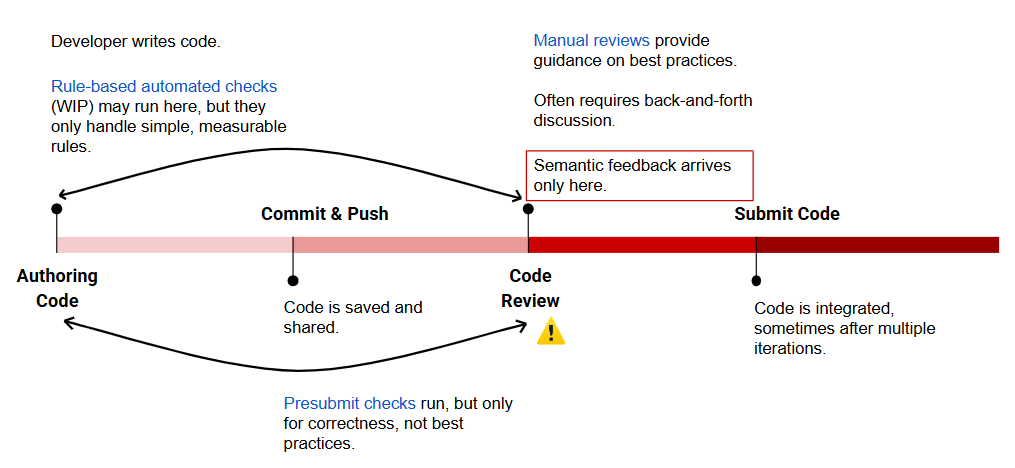 Developer writes code.
Rule-based automated checks
(WIP) may run here, but they
only handle simple, measurable
rules.
Manual reviews provide
guidance on best practices.
Often requires back-and-forth
discussion.
Semantic feedback arrives
only here.
Commit & Push
Submit Code
Authoring
Code
Code is saved and
shared.
Code
Review
Code is integrated,
sometimes after multiple
iterations.
Presubmit checks run, but only
for correctness, not best
practices.